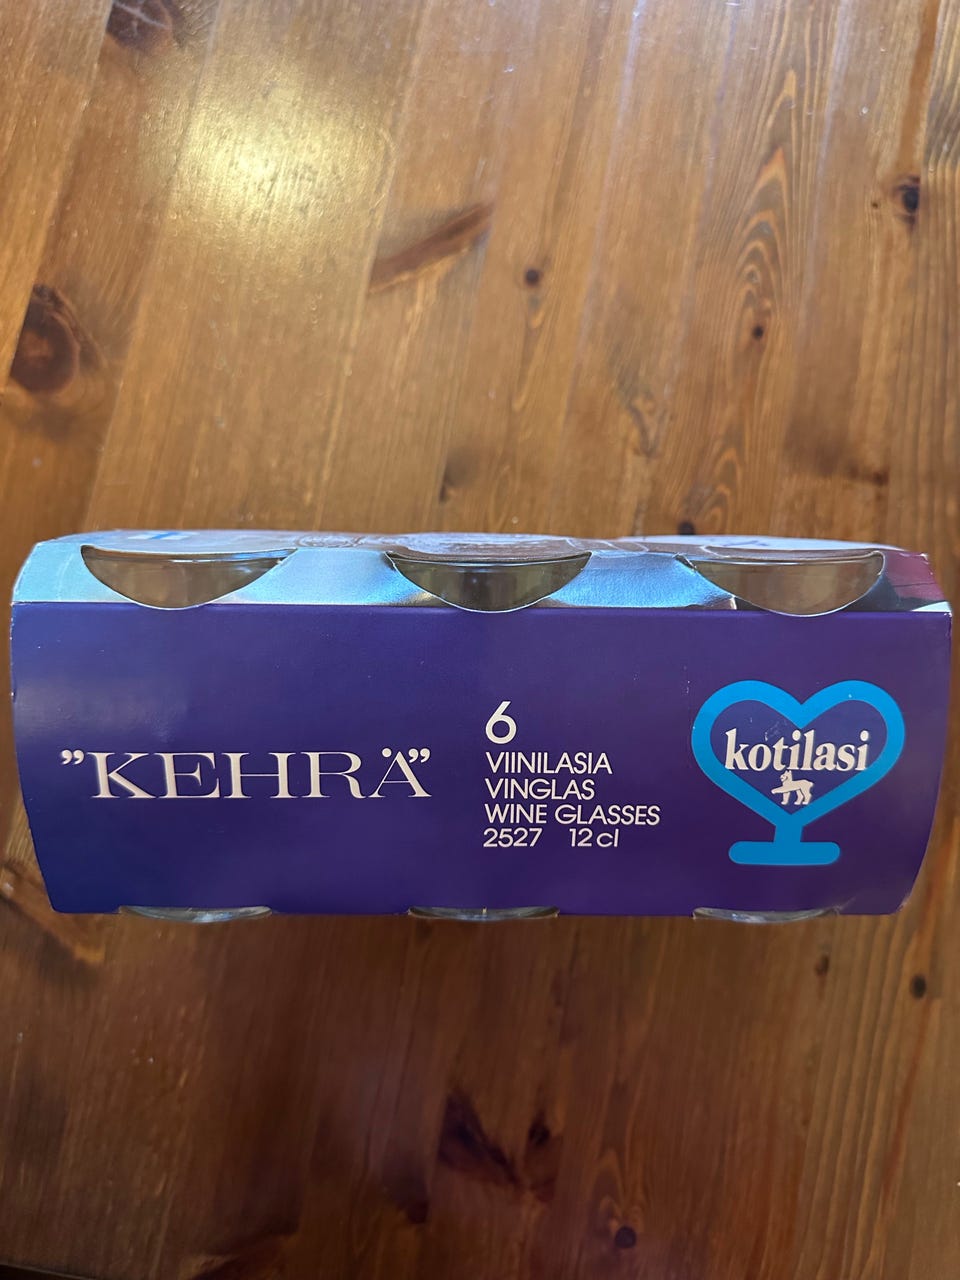 ”KEHRÄ”
6
VIINILASIA
VINGLAS
WINE GLASSES
2527 12 cl
kotilasi